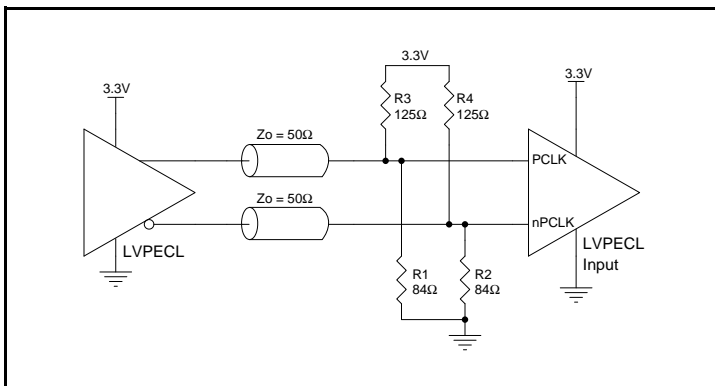 3.3V
3.3V
3.3V
R3
125Ω
R4
125Ω
Zo = 50Ω
PCLK
Zo = 50Ω
nPCLK
LVPECL
LVPECL
Input
R1
84Ω
R2
84Ω